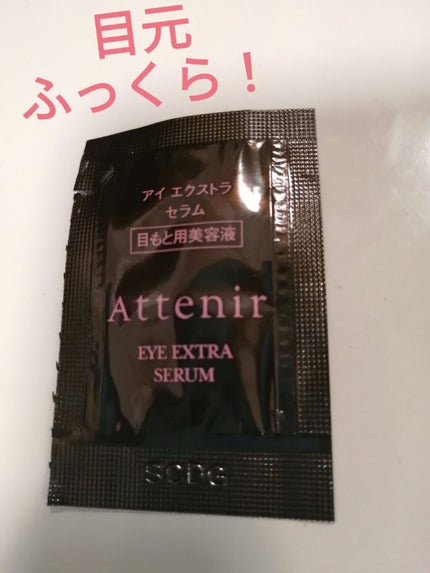 目元
ふっくら！
アイ エクストラ
セラム
目もと用美容液
Attenir
EYE EXTRA
SERUM